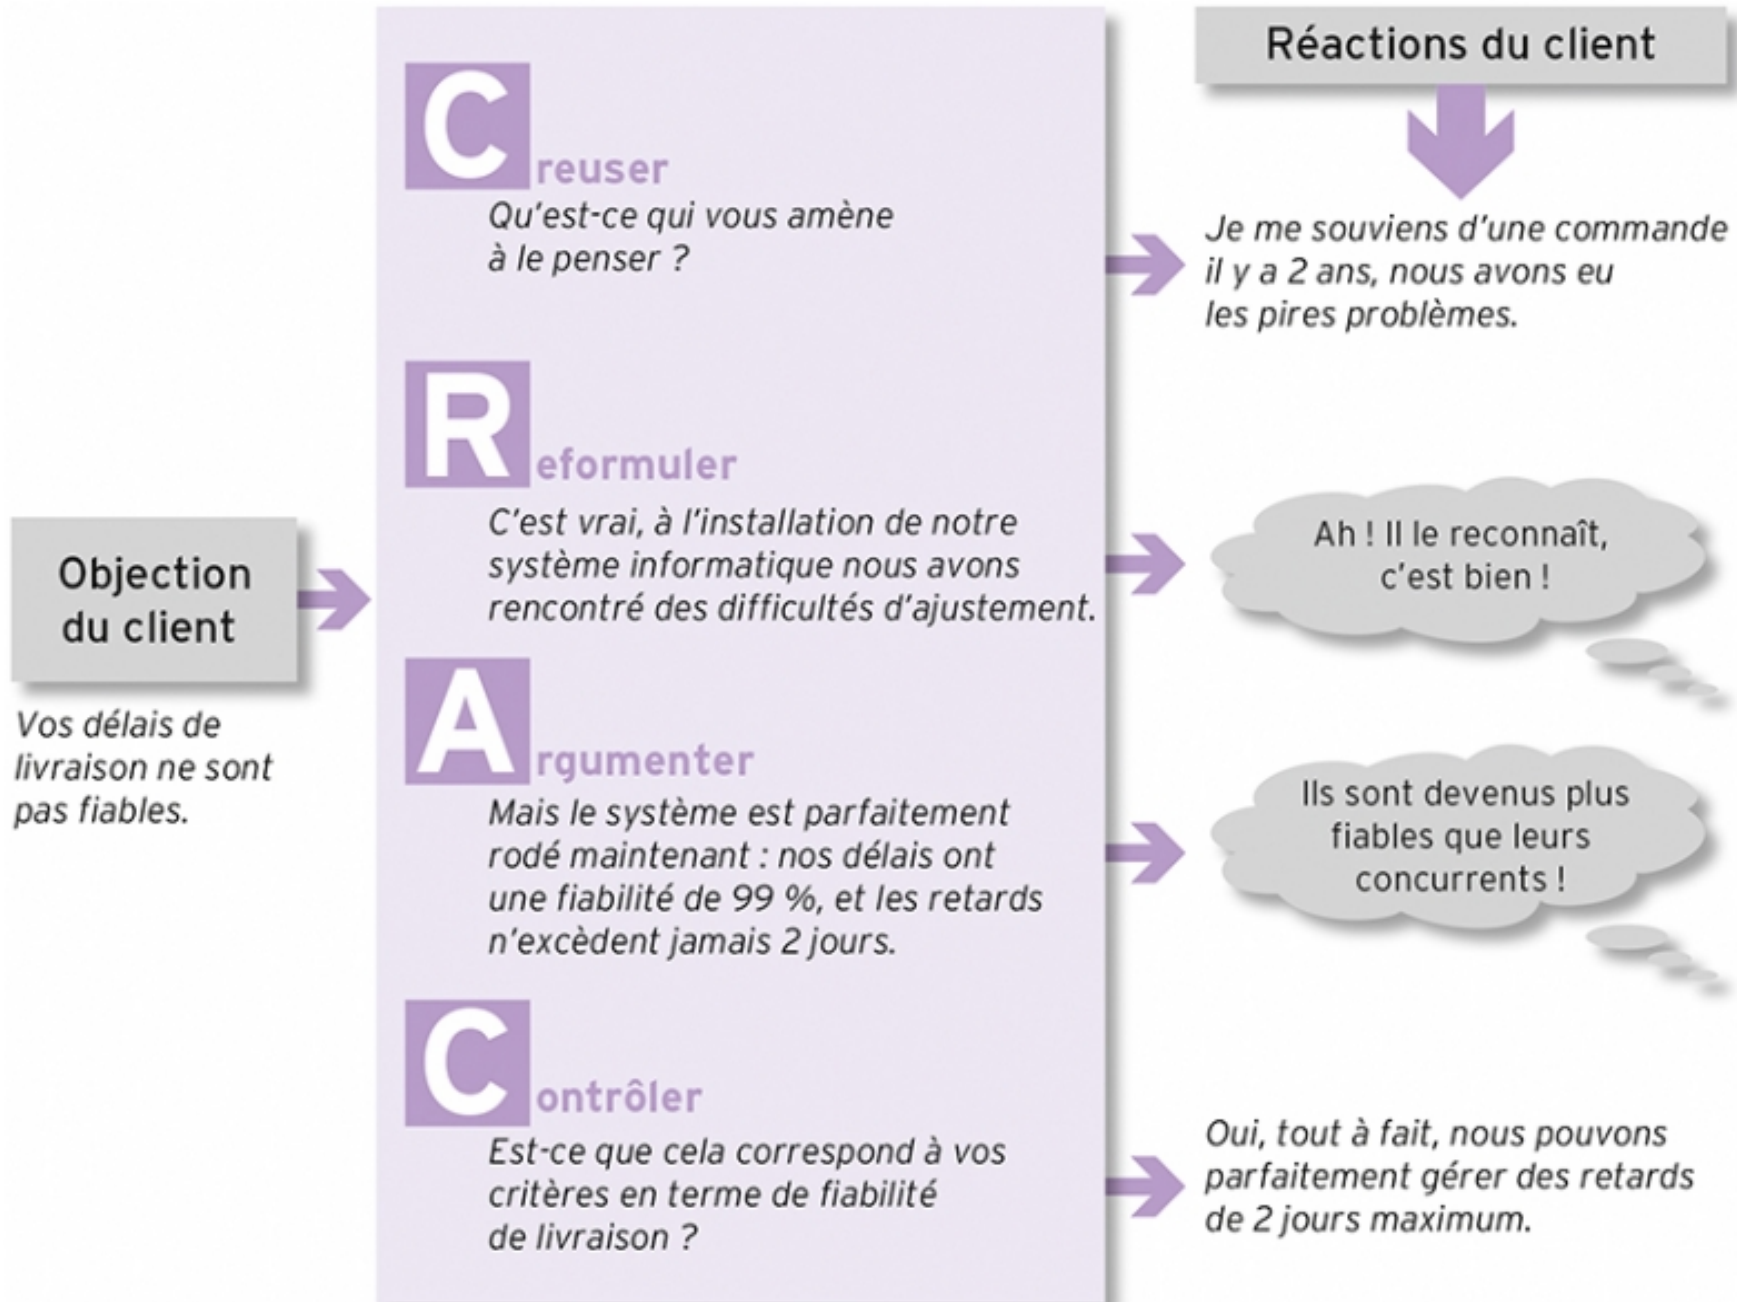 Objection
du client
Vos délais de
livraison ne sont
pas fiables.
Creuser
Qu'est-ce qui vous amène
à le penser ?
Reformuler
C'est vrai, à l'installation de notre
système informatique nous avons
rencontré des difficultés d'ajustement.
Argumenter
Mais le système est parfaitement
rodé maintenant : nos délais ont
une fiabilité de 99 %, et les retards
n'excèdent jamais 2 jours.
Contrôler
Est-ce que cela correspond à vos
critères en terme de fiabilité
de livraison ?
Réactions du client
Je me souviens d'une commande
il y a 2 ans, nous avons eu
les pires problèmes.
Ah ! Il le reconnaît,
c'est bien !
Ils sont devenus plus
fiables que leurs
concurrents !
Oui, tout à fait, nous pouvons
parfaitement gérer des retards
de 2 jours maximum.